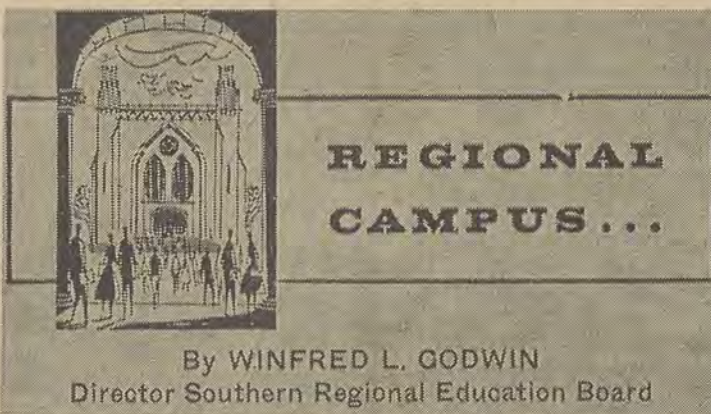 REGIONAL
CAMPUS...
By WINFRED L. GODWIN
Director Southern Regional Education Board